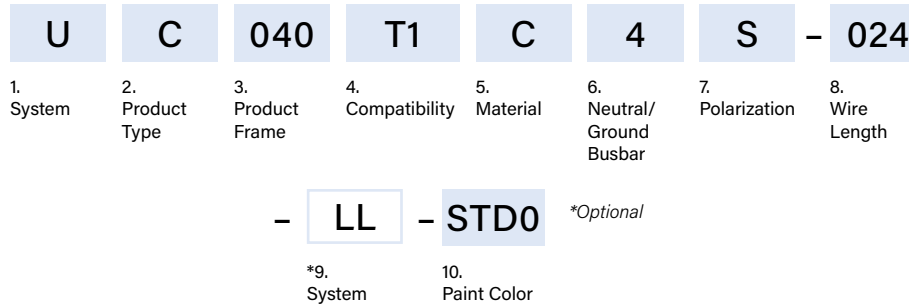 U C 040 T1 C 4 S – 024
1. 2. 3. 4. 5. 6. 7. 8.
System Product Product Compatibility Material Neutral/ Polarization Wire
Type Frame Ground Length
Busbar
– LL – STD0 *Optional
*9. 10.
System Paint Color